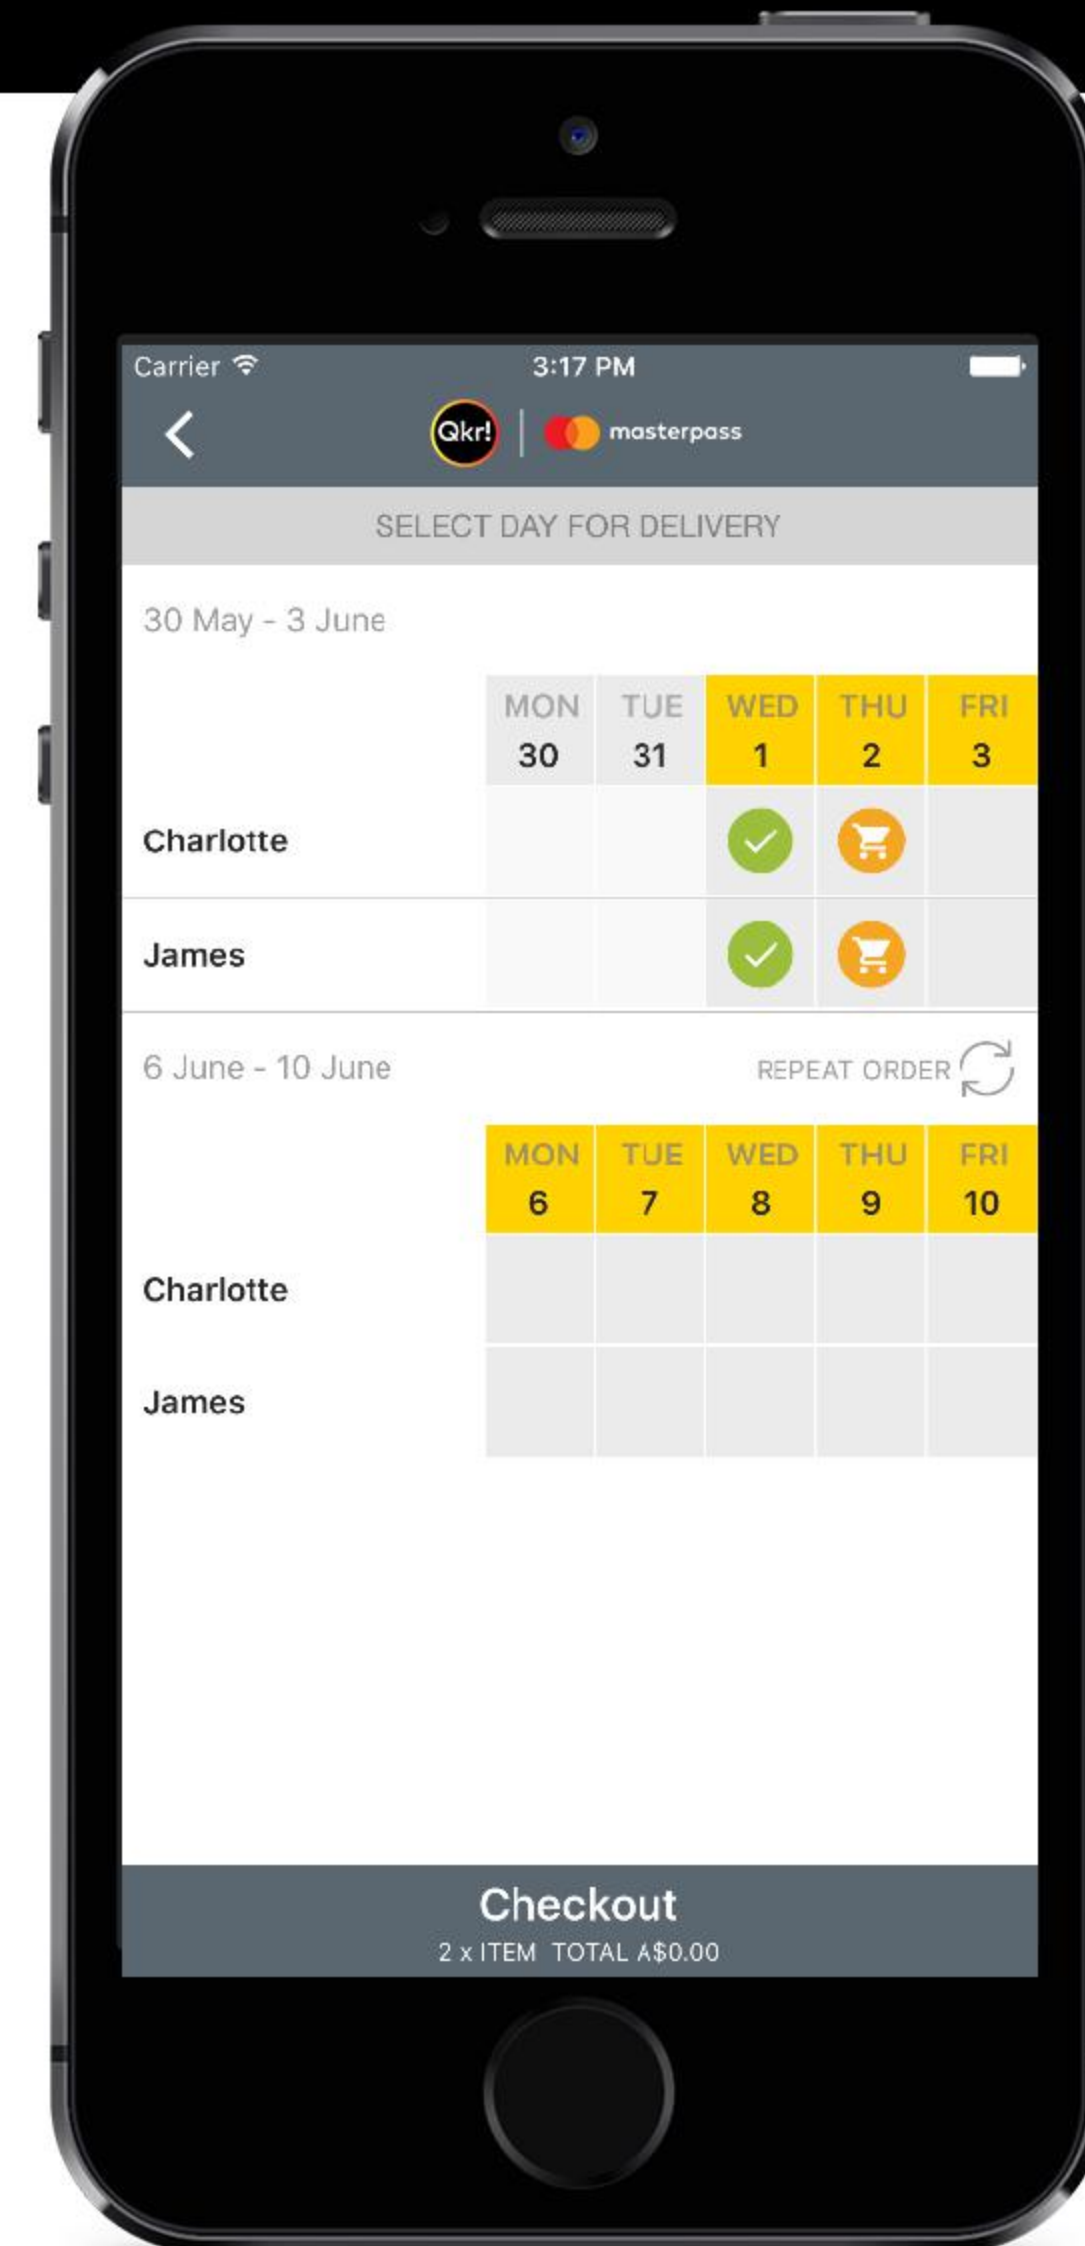 Carrier 3:17 PM
Qkr! masterpass
SELECT DAY FOR DELIVERY
30 May - 3 June
MON TUE WED THU FRI
30 31 1 2 3
Charlotte
James
6 June - 10 June REPEAT ORDER
MON TUE WED THU FRI
6 7 8 9 10
Charlotte
James
Checkout
2 x ITEM TOTAL A$0.00